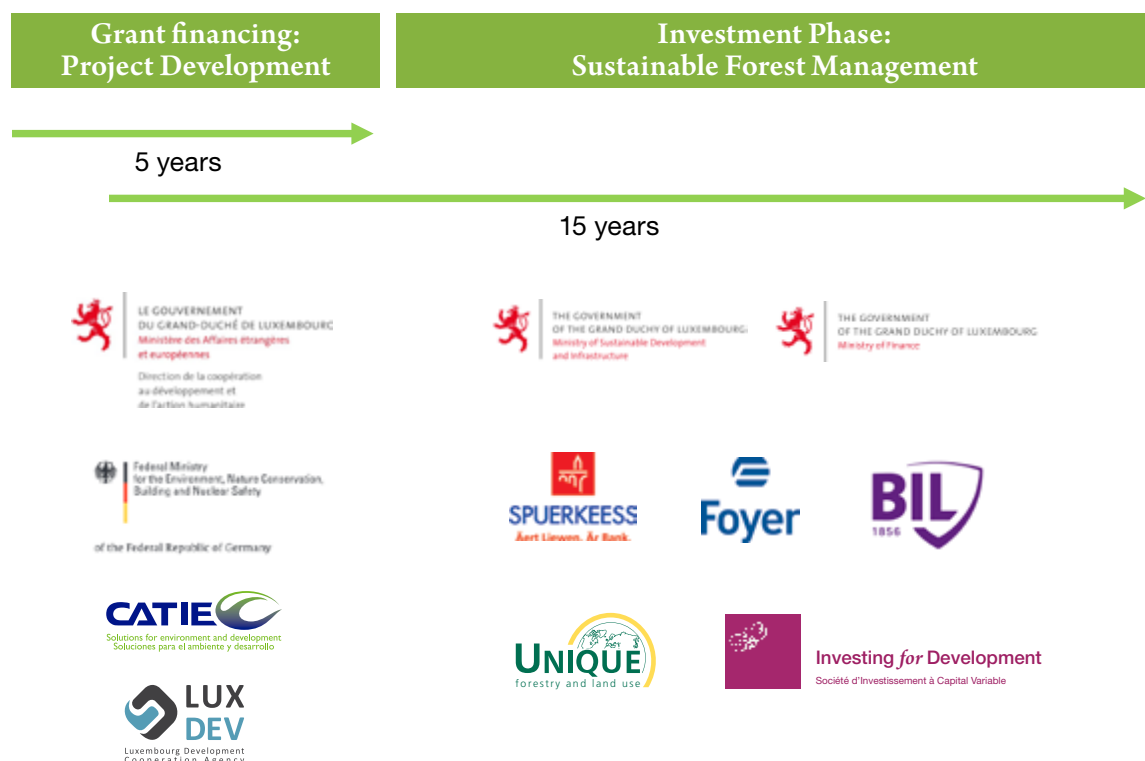 Grant financing:
Project Development
Investment Phase:
Sustainable Forest Management
5 years
15 years
LE GOUVERNEMENT
DU GRAND-DUCHÉ DE LUXEMBOURG
Ministère des Affaires étrangères
et européennes
Direction de la coopération
au développement et
de l'action humanitaire
THE GOVERNMENT
OF THE GRAND DUCHY OF LUXEMBOURG
Ministry of Sustainable Development
and Infrastructure
THE GOVERNMENT
OF THE GRAND DUCHY OF LUXEMBOURG
Ministry of Finance
Federal Ministry
for the Environment, Nature Conservation,
Building and Nuclear Safety
of the Federal Republic of Germany
SPUERKEESS
Äert Liewen. Är Bank.
Foyer
BIL
1856
CATIE
Solutions for environment and development
Soluciones para el ambiente y desarrollo
UNIQUE
forestry and land use
Investing for Development
Société d'Investissement à Capital Variable
LUX
DEV
Luxembourg Development
Cooperation Agency